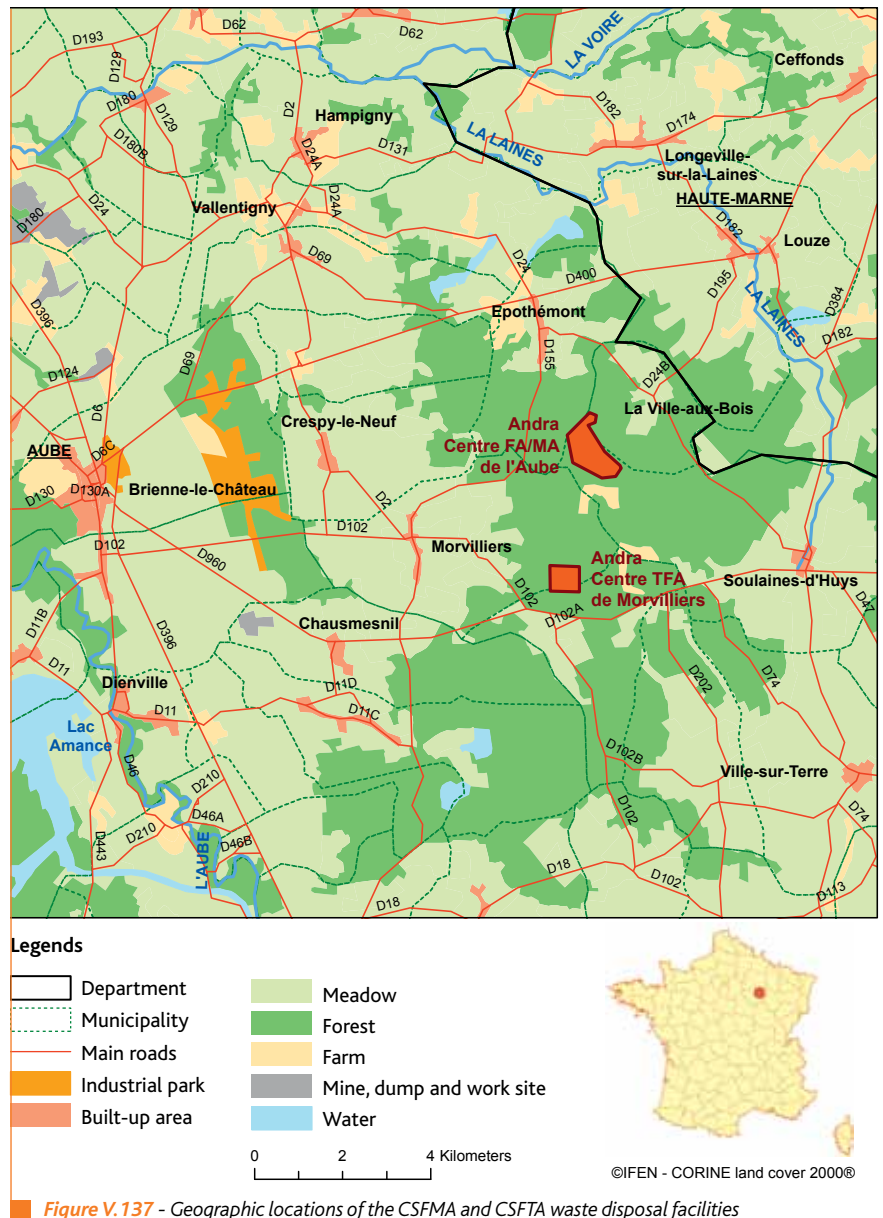 D193
D62
D62
LA VOIRE
Ceffonds
D129
D180
D2
D129
Hampigny
D182
D174
D180B
D24A
D131
LA LAINES
Longeville-
sur-la-Laines
HAUTE-MARNE
D24
Vallentigny
D24A
D180
D182
Louze
D69
D24
D400
D195
LA LAINES
D384
D396
Epothémont
D182
D69
D155
D124
D24B
D6
Crespy-le-Neuf
Andra
Centre FA/MA
de l'Aube
La Ville-aux-Bois
AUBE
D6C
D130
D130A
Brienne-le-Château
D2
D102
D102
Morvilliers
D960
D102
Andra
Centre TFA
de Morvilliers
Soulaines-d'Huys
D11B
D396
Chausmesnil
D102A
D47
D11
Dienville
D11D
D202
D74
Lac
Amance
D11
D11C
D46
D102B
Ville-sur-Terre
D210
D46A
D102
D74
D210
D443
L'AUBE
D46B
D18
D102
D113
D18
Legends
Department
Municipality
Main roads
Industrial park
Built-up area
Meadow
Forest
Farm
Mine, dump and work site
Water
0 2 4 Kilometers
©IFEN - CORINE land cover 2000®
Figure V.137 - Geographic locations of the CSFMA and CSFTA waste disposal facilities